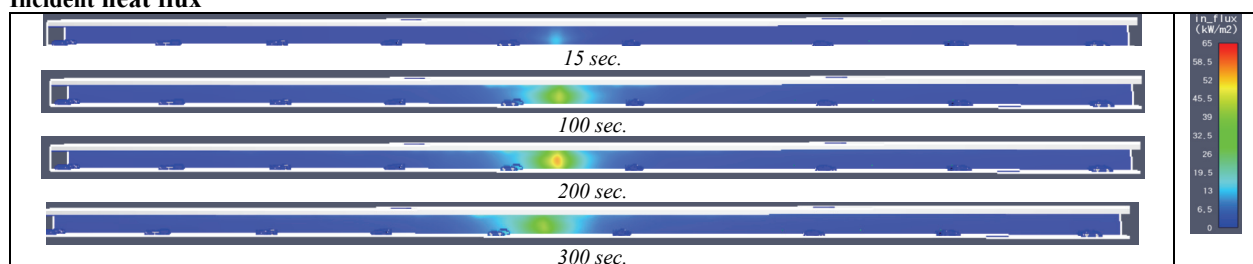 Incident heat flux
in_flux
(kW/m2)
65
58.5
52
45.5
39
32.5
26
19.5
13
6.5
0
15 sec.
100 sec.
200 sec.
300 sec.